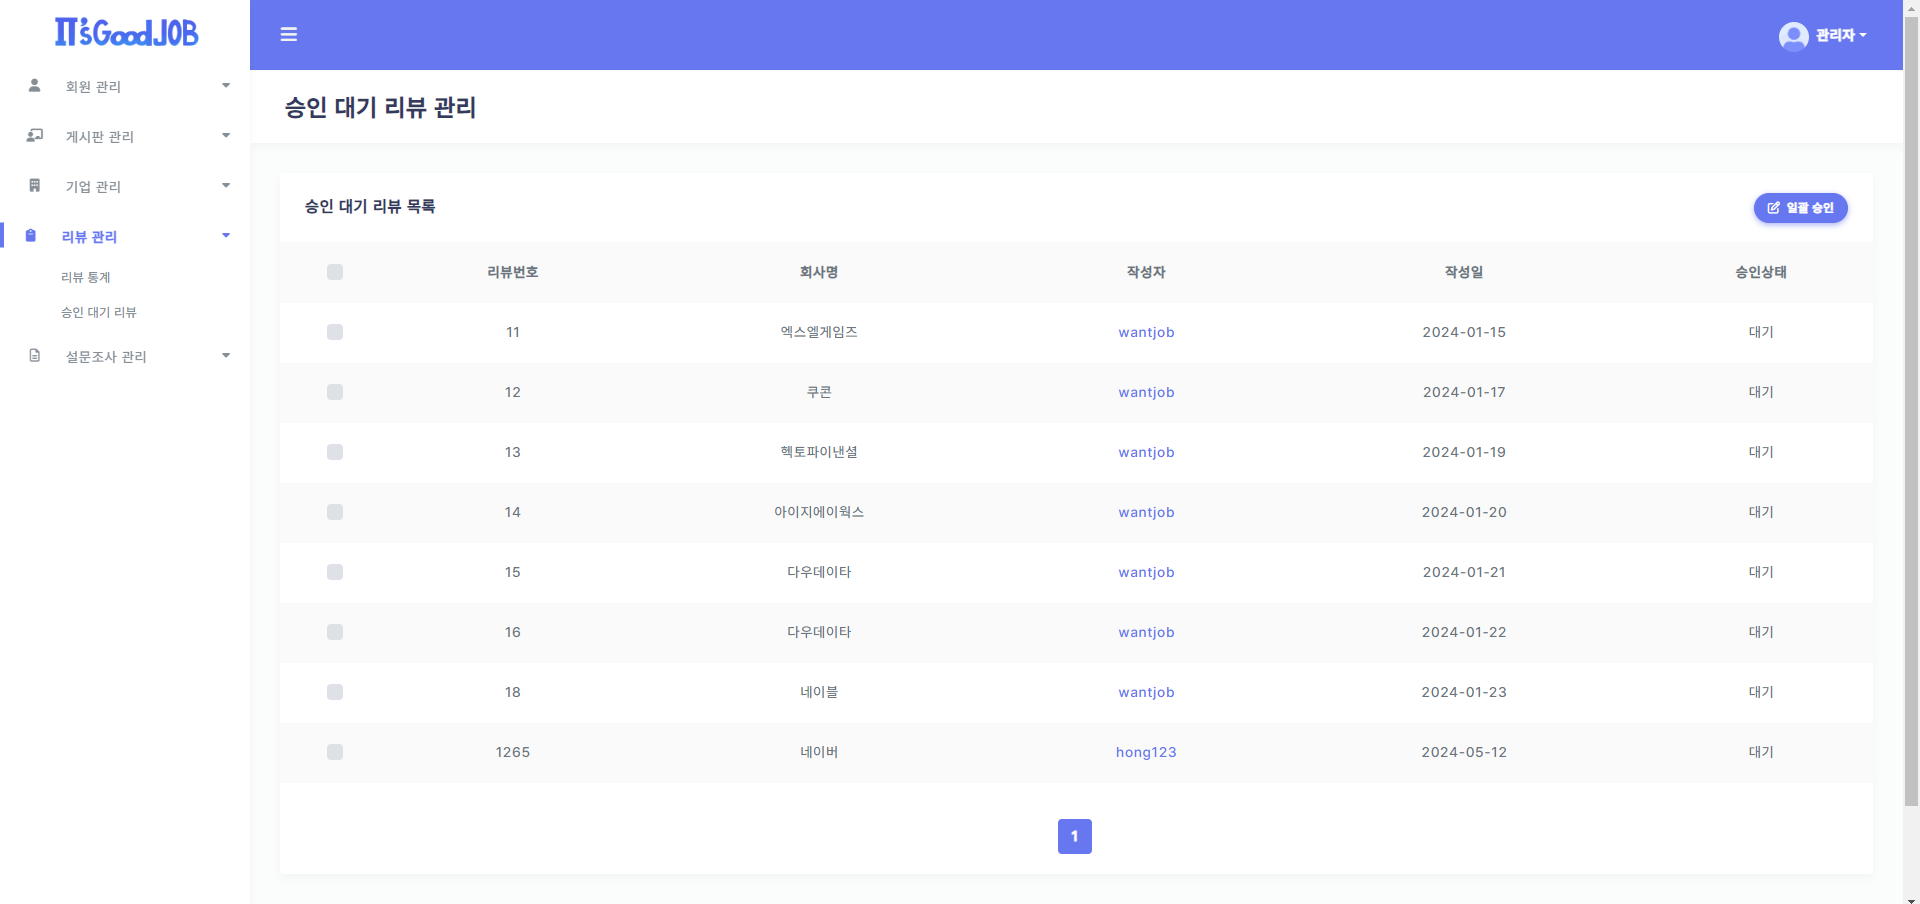 IT'sGoodJOB
관리자
회원 관리
게시판 관리
기업 관리
리뷰 관리
리뷰 통계
승인 대기 리뷰
설문조사 관리
승인 대기 리뷰 관리
승인 대기 리뷰 목록
일괄 승인
리뷰번호 회사명 작성자 작성일 승인상태
11 엑스엘게임즈 wantjob 2024-01-15 대기
12 쿠콘 wantjob 2024-01-17 대기
13 헥토파이낸셜 wantjob 2024-01-19 대기
14 아이지에이웍스 wantjob 2024-01-20 대기
15 다우데이타 wantjob 2024-01-21 대기
16 다우데이타 wantjob 2024-01-22 대기
18 네이블 wantjob 2024-01-23 대기
1265 네이버 hong123 2024-05-12 대기
1